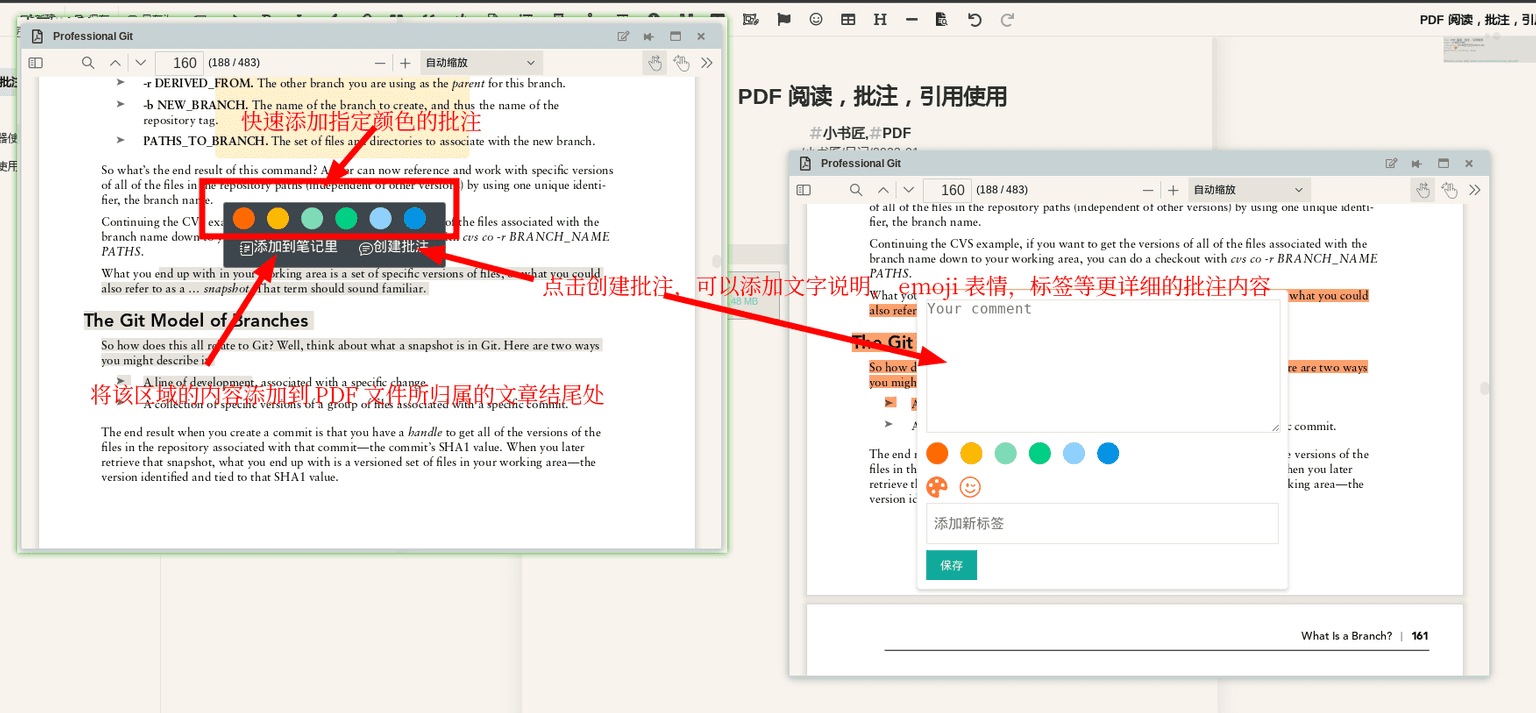 PDF 阅读，批注，引
Professional Git
160 (188 / 483) 自动缩放
➤ -r DERIVED_FROM. The other branch you are using as the parent for this branch.
➤ -b NEW_BRANCH. The name of the branch to create, and thus the name of the
repository tag.
快速添加指定颜色的批注
➤ PATHS_TO_BRANCH. The set of files and directories to associate with the new branch.
So what's the end result of this command? A user can now reference and work with specific versions
of all of the files in the repository paths (independent of other versions) by using one unique identi-
fier, the branch name.
Continuing the CVS exa of the files associated with the
branch name down to yo h cvs co -r BRANCH_NAME
PATHS.
添加到笔记里 创建批注
What you end up with in your working area is a set of specific versions of files, or what you could
also refer to as a … snapshot. That term should sound familiar.
The Git Model of Branches
So how does this all relate to Git? Well, think about what a snapshot is in Git. Here are two ways
you might describe it
➤ A line of development, associated with a specific change.
将该区域的内容添加到 PDF 文件所归属的文章结尾处
➤ A collection of specific versions of a group of files associated with a specific commit.
The end result when you create a commit is that you have a handle to get all of the versions of the
files in the repository associated with that commit—the commit's SHA1 value. When you later
retrieve that snapshot, what you end up with is a versioned set of files in your working area—the
version identified and tied to that SHA1 value.
批注
使用
PDF 阅读，批注，引用使用
#小书匠,#PDF
48 MB
Professional Git
160 (188 / 483) 自动缩放
of all of the files in the repository paths (independent of other versions) by using one unique identi-
fier, the branch name.
Continuing the CVS example, if you want to get the versions of all of the files associated with the
branch name down to your working area, you can do a checkout with cvs co -r BRANCH_NAME
PATHS.
点击创建批注，可以添加文字说明，emoji 表情，标签等更详细的批注内容
What you what you could
also refer
Your comment
The Git
So how d re are two ways
you might
➤ A
➤ A c commit.
The end r e versions of the
files in th hen you later
retrieve t king area—the
version ic
添加新标签
保存
What Is a Branch? | 161